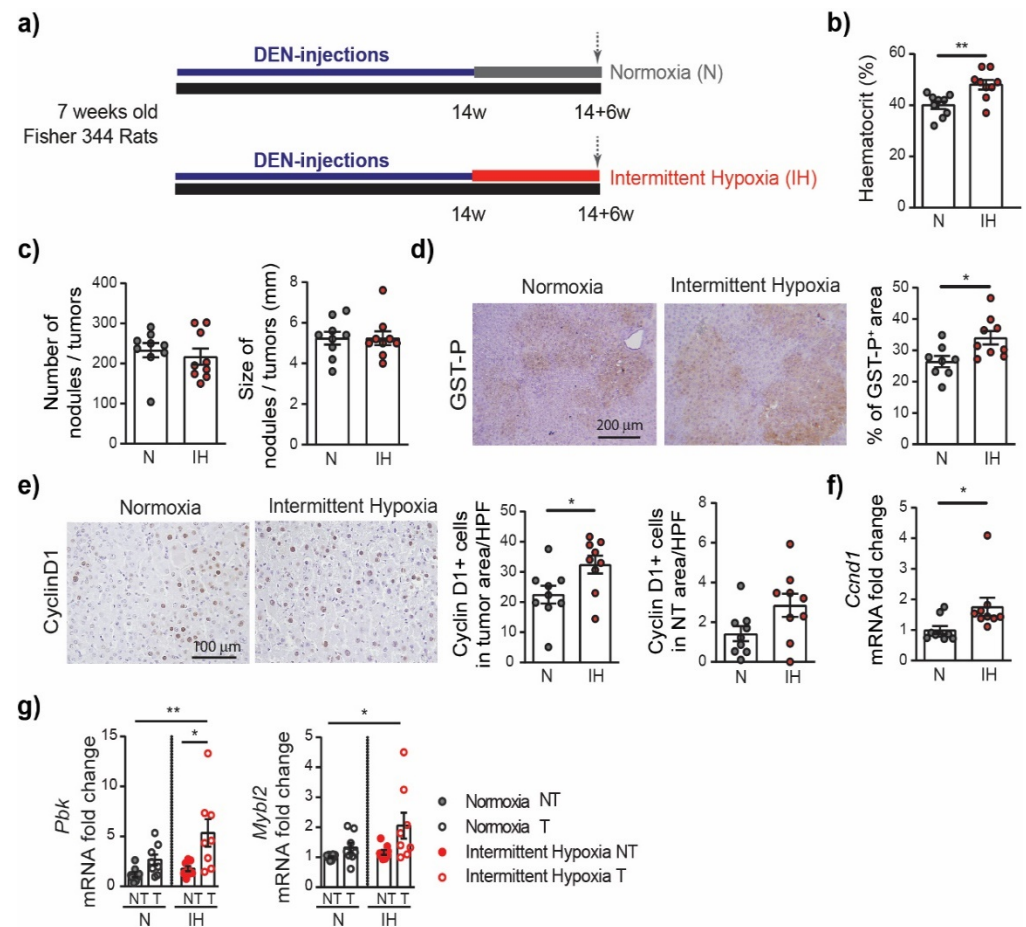 a)
DEN-injections
Normoxia (N)
7 weeks old
Fisher 344 Rats
14w
14+6w
DEN-injections
Intermittent Hypoxia (IH)
14w
14+6w
b)
Haematocrit (%)
60
40
20
0
**
N
IH
c)
Number of
nodules / tumors
400
300
200
100
0
N
IH
Size of
nodules / tumors (mm)
8
6
4
2
0
N
IH
d)
Normoxia
Intermittent Hypoxia
GST-P
200 µm
% of GST-P+ area
50
40
30
20
10
0
*
N
IH
e)
Normoxia
Intermittent Hypoxia
CyclinD1
100 µm
Cyclin D1+ cells
in tumor area/HPF
50
40
30
20
10
0
*
N
IH
Cyclin D1+ cells
in NT area/HPF
8
6
4
2
0
N
IH
f)
Ccnd1
mRNA fold change
5
4
3
2
1
0
*
N
IH
g)
Pbk
mRNA fold change
15
10
5
0
**
*
NT T
NT T
N
IH
Mybl2
mRNA fold change
5
4
3
2
1
0
*
NT T
NT T
N
IH
Normoxia NT
Normoxia T
Intermittent Hypoxia NT
Intermittent Hypoxia T